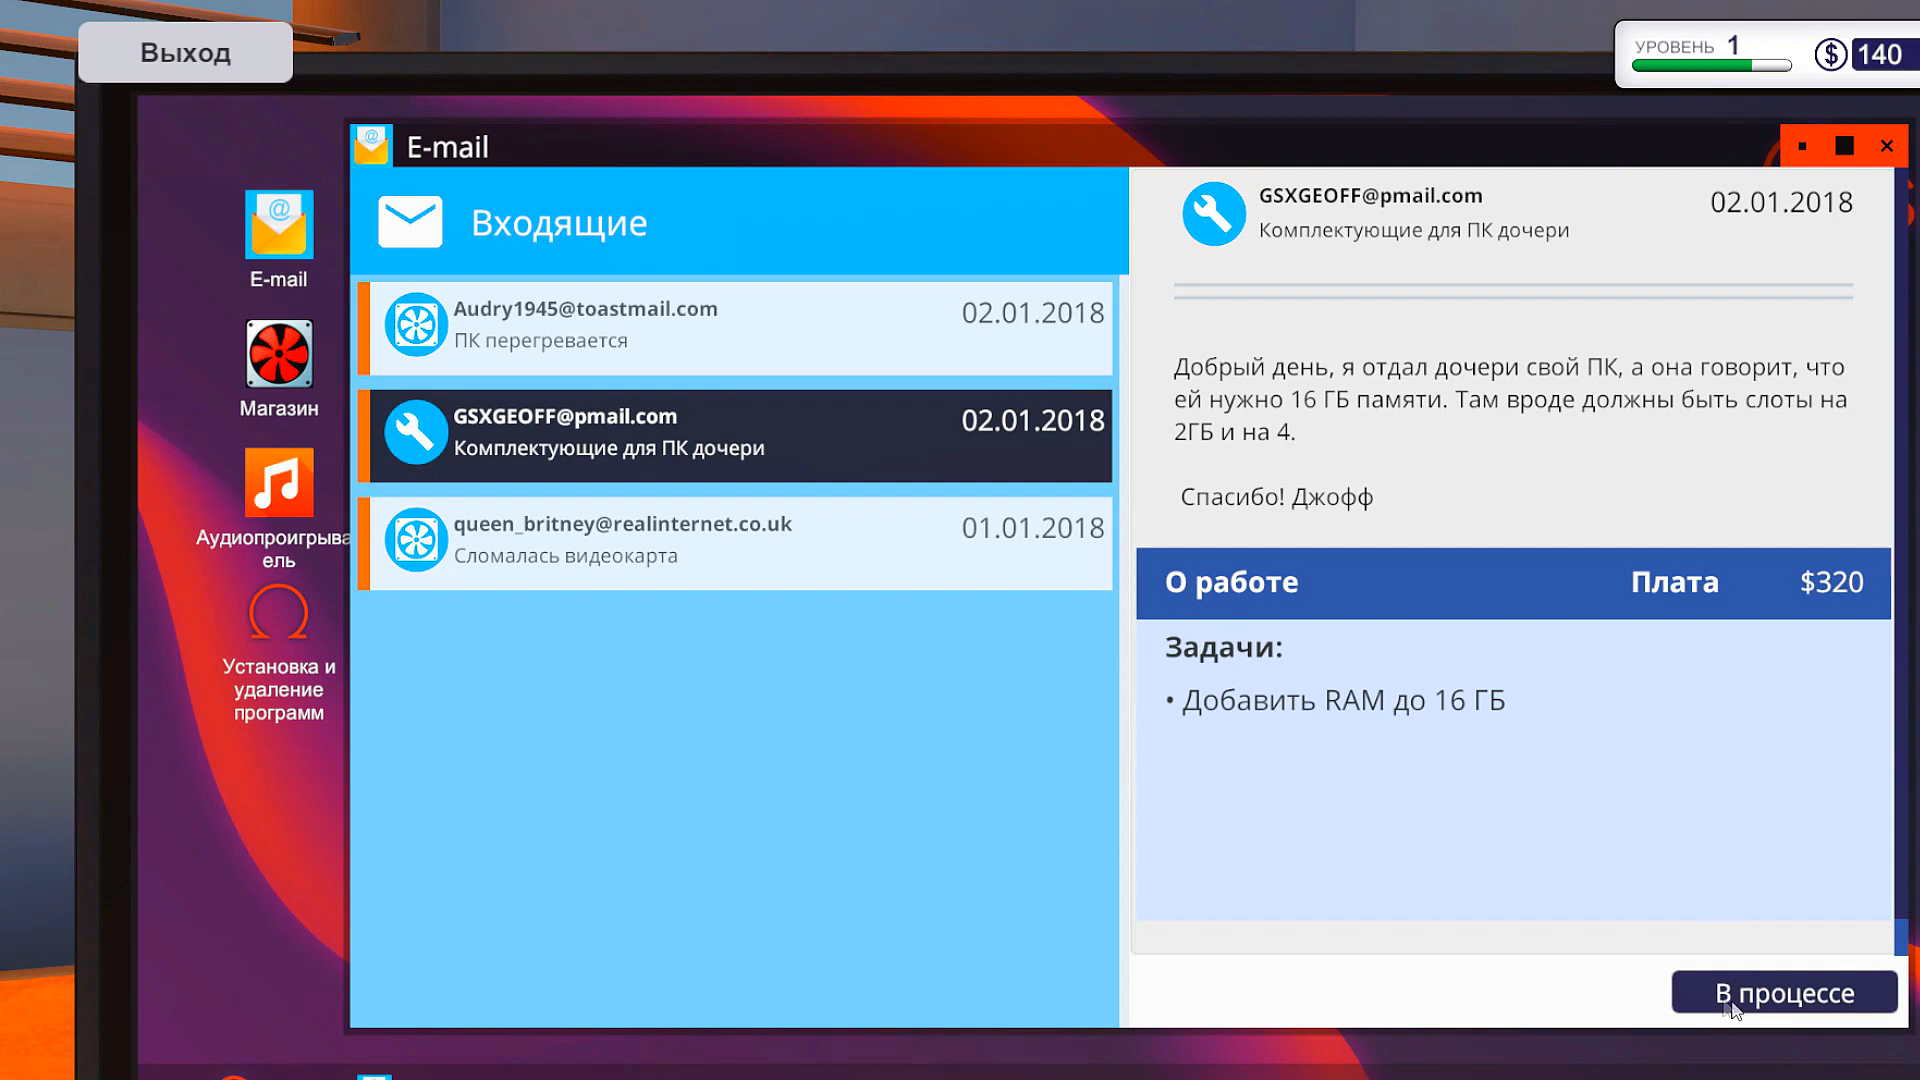 Выход
УРОВЕНЬ 1
$ 140
E-mail
E-mail
Магазин
Аудиопроигрыва
ель
Установка и
удаление
программ
Входящие
Audry1945@toastmail.com
02.01.2018
ПК перегревается
GSXGEOFF@pmail.com
02.01.2018
Комплектующие для ПК дочери
queen_britney@realinternet.co.uk
01.01.2018
Сломалась видеокарта
GSXGEOFF@pmail.com
02.01.2018
Комплектующие для ПК дочери
Добрый день, я отдал дочери свой ПК, а она говорит, что
ей нужно 16 ГБ памяти. Там вроде должны быть слоты на
2ГБ и на 4.
Спасибо! Джофф
О работе Плата $320
Задачи:
• Добавить RAM до 16 ГБ
В процессе